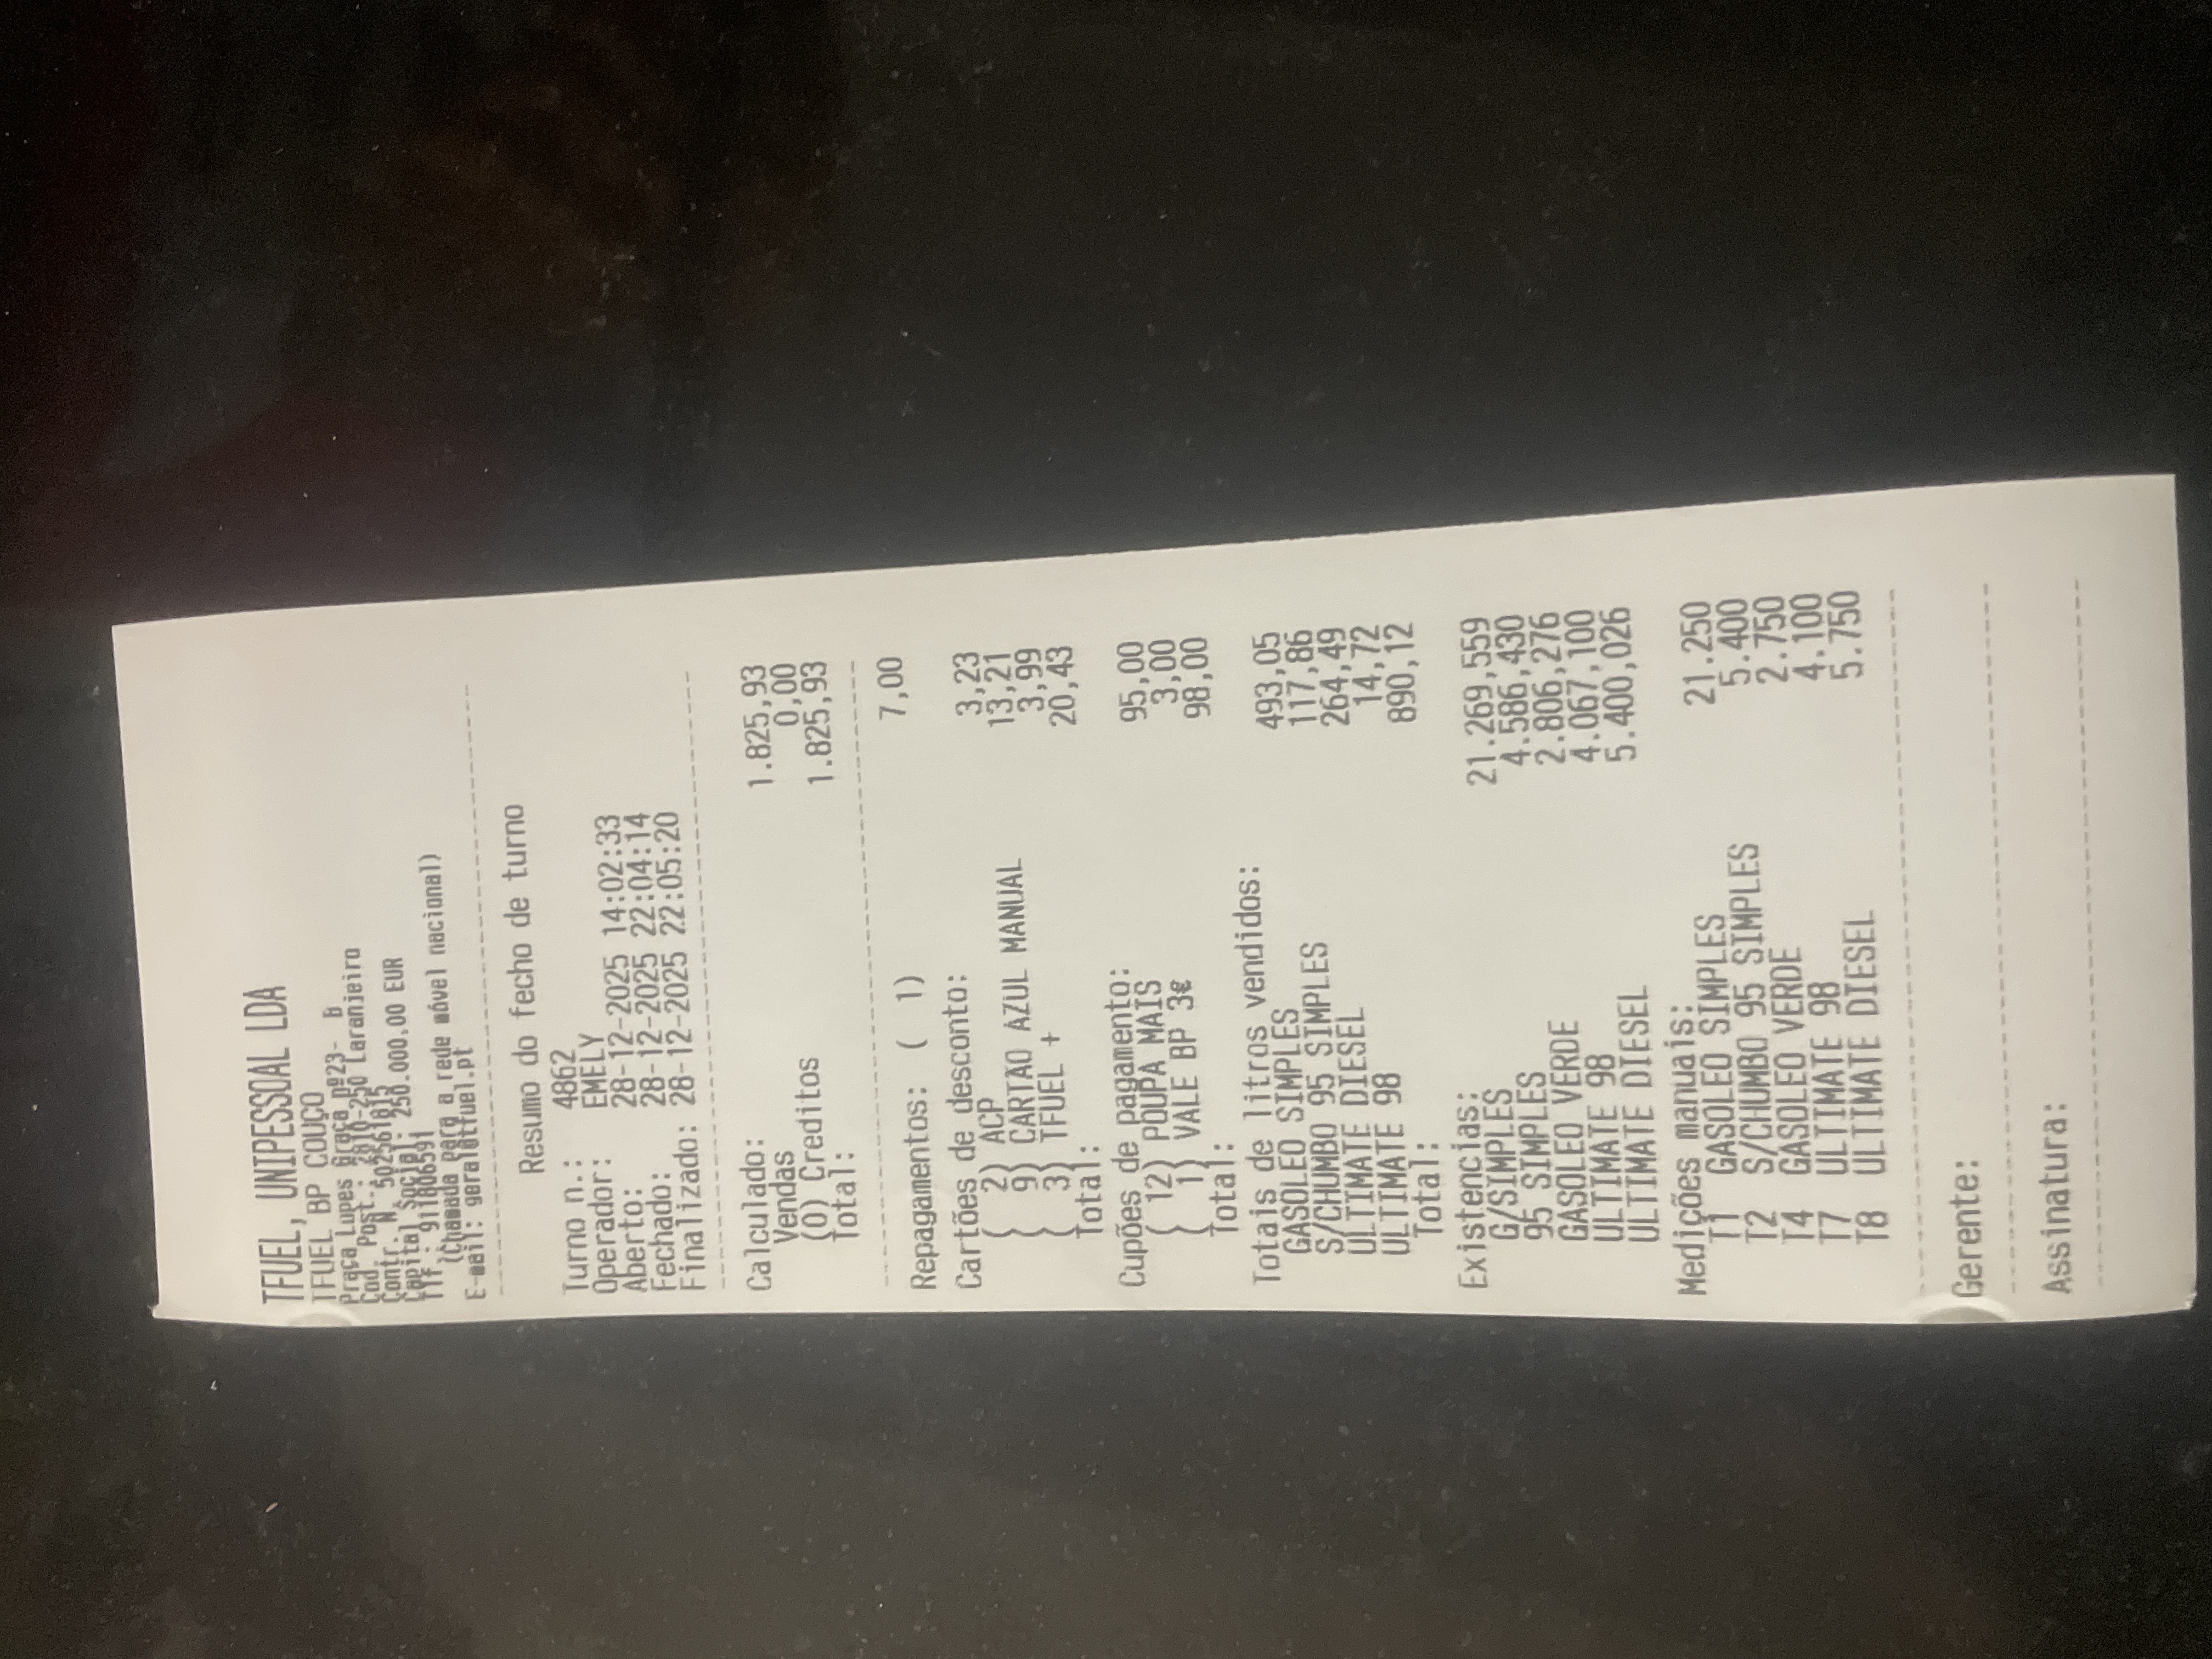 TFUEL, UNIPESSOAL LDA
TFUEL BP COUÇO
Praça Lopes Graça nº23- B
Cod. Post.: 2810-250 Laranjeiro
Contr. N. 502561815
Capital Social: 250.000,00 EUR
Tlf.: 911806591
(Chamada para a rede móvel nacional)
E-mail: geral@tfuel.pt
Resumo do fecho de turno
Turno n.: 4862
Operador: EMELY
Aberto: 28-12-2025 14:02:33
Fechado: 28-12-2025 22:04:14
Finalizado: 28-12-2025 22:05:20
Calculado:
Vendas 1.825,93
(0) Creditos 0,00
Total: 1.825,93
Repagamentos: ( 1) 7,00
Cartões de desconto:
( 2) ACP 3,23
( 9) CARTÃO AZUL MANUAL 13,21
( 3) TFUEL + 3,99
Total: 20,43
Cupões de pagamento:
( 12) POUPA MAIS 95,00
( 1) VALE BP 3€ 3,00
Total: 98,00
Totais de litros vendidos:
GASOLEO SIMPLES 493,05
S/CHUMBO 95 SIMPLES 117,86
ULTIMATE DIESEL 264,49
ULTIMATE 98 14,72
Total: 890,12
Existencias:
G/SIMPLES 21.269,559
95 SIMPLES 4.586,430
GASOLEO VERDE 2.806,276
ULTIMATE 98 4.067,100
ULTIMATE DIESEL 5.400,026
Medições manuais:
T1 GASOLEO SIMPLES 21.250
T2 S/CHUMBO 95 SIMPLES 5.400
T4 GASOLEO VERDE 2.750
T7 ULTIMATE 98 4.100
T8 ULTIMATE DIESEL 5.750
Gerente:
Assinatura: